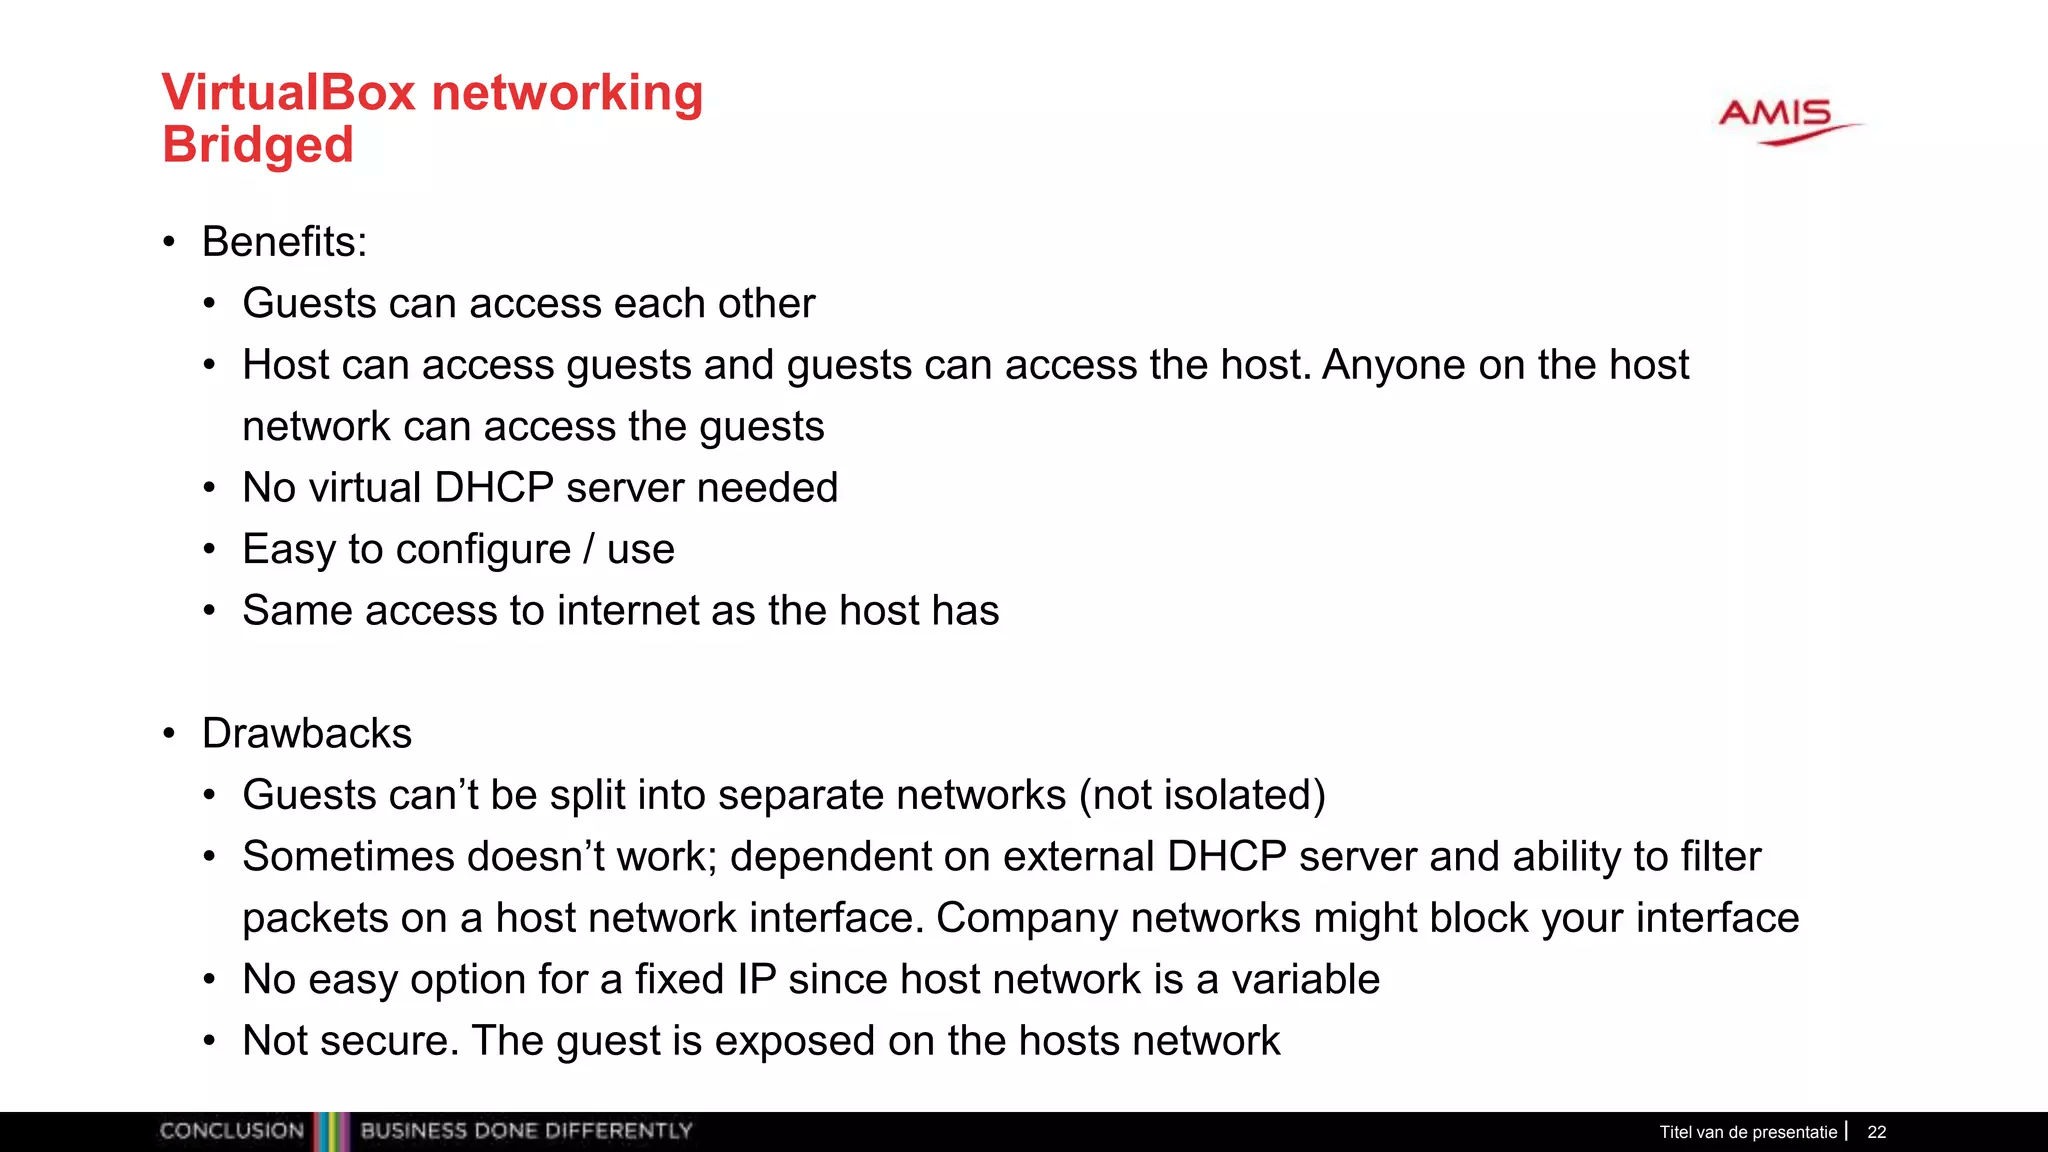 VirtualBox networking
Bridged
AMIS
• Benefits:
• Guests can access each other
• Host can access guests and guests can access the host. Anyone on the host
network can access the guests
• No virtual DHCP server needed
• Easy to configure / use
• Same access to internet as the host has
• Drawbacks
• Guests can’t be split into separate networks (not isolated)
• Sometimes doesn’t work; dependent on external DHCP server and ability to filter
packets on a host network interface. Company networks might block your interface
• No easy option for a fixed IP since host network is a variable
• Not secure. The guest is exposed on the hosts network
CONCLUSION BUSINESS DONE DIFFERENTLY
Titel van de presentatie | 22